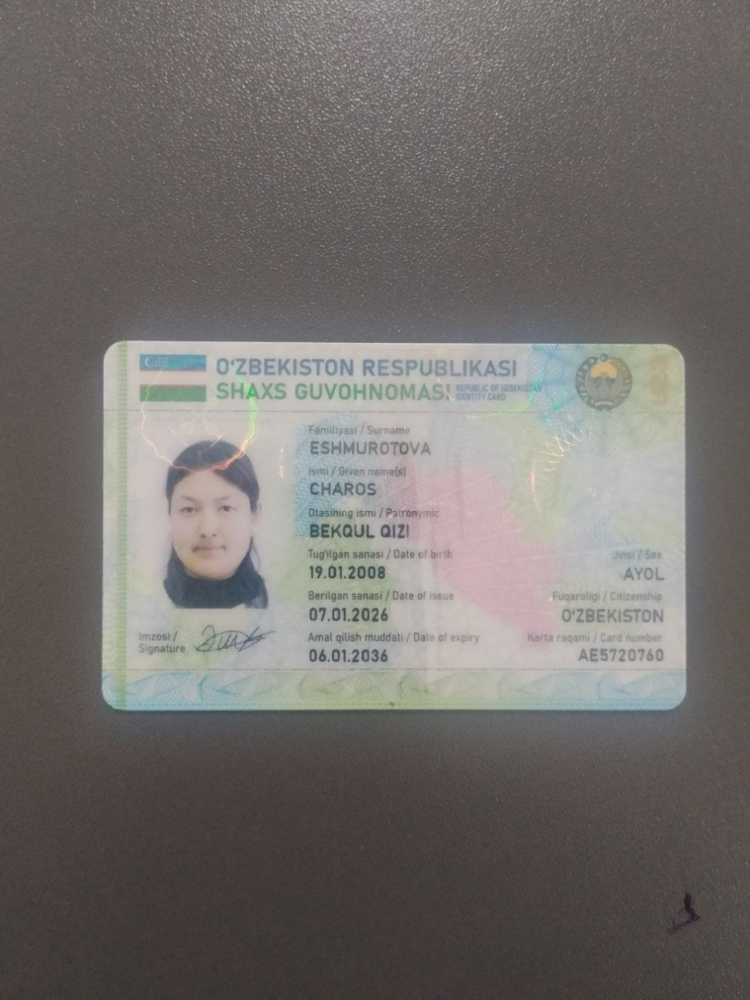 O'ZBEKISTON RESPUBLIKASI
SHAXS GUVOHNOMASI REPUBLIC OF UZBEKISTAN IDENTITY CARD
Familiyasi / Surname
ESHMUROTOVA
Ismi / Given name(s)
CHAROS
Otasining ismi / Patronymic
BEKQUL QIZI
Tug'ilgan sanasi / Date of birth
19.01.2008
Jinsi / Sex
AYOL
Berilgan sanasi / Date of issue
07.01.2026
Fuqaroligi / Citizenship
O'ZBEKISTON
Amal qilish muddati / Date of expiry
06.01.2036
Karta raqami / Card number
AE5720760
Imzosi /
Signature